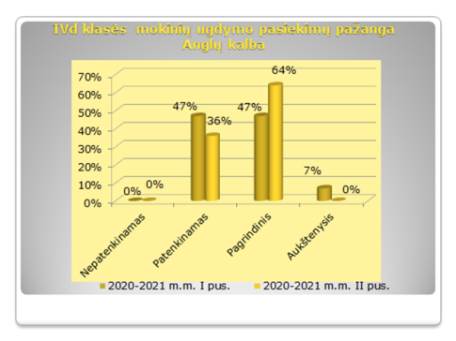 IVd klasės mokinių ugdymo pasiekimų pažanga
Anglų kalba
70%
60%
50%
40%
30%
20%
10%
0%
0%
0%
47%
36%
47%
64%
7%
0%
Nepatenkinamas
Patenkinamas
Pagrindinis
Aukštenysis
2020-2021 m.m. I pus.
2020-2021 m.m. II pus.